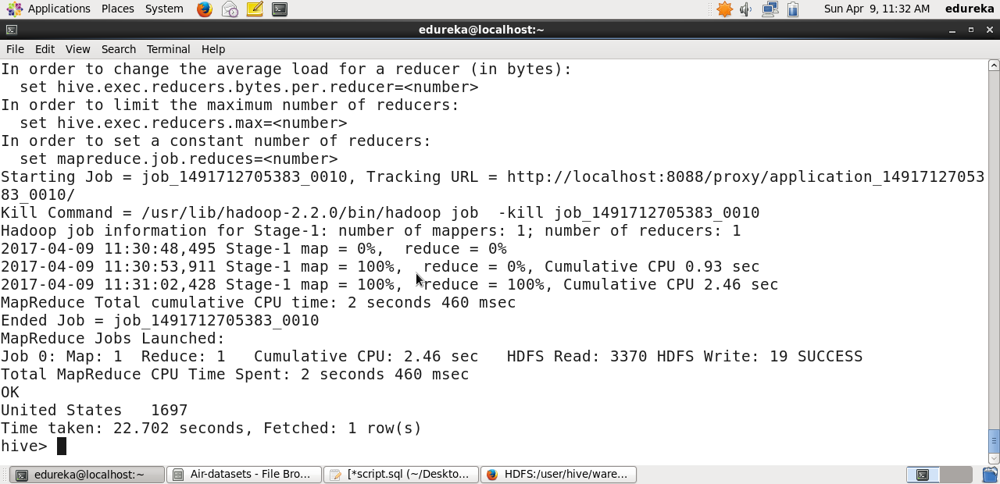 Applications Places System Sun Apr 9, 11:32 AM edureka
edureka@localhost:~
File Edit View Search Terminal Help
In order to change the average load for a reducer (in bytes):
  set hive.exec.reducers.bytes.per.reducer=<number>
In order to limit the maximum number of reducers:
  set hive.exec.reducers.max=<number>
In order to set a constant number of reducers:
  set mapreduce.job.reduces=<number>
Starting Job = job_1491712705383_0010, Tracking URL = http://localhost:8088/proxy/application_14917127053
83_0010/
Kill Command = /usr/lib/hadoop-2.2.0/bin/hadoop job  -kill job_1491712705383_0010
Hadoop job information for Stage-1: number of mappers: 1; number of reducers: 1
2017-04-09 11:30:48,495 Stage-1 map = 0%,  reduce = 0%
2017-04-09 11:30:53,911 Stage-1 map = 100%,  reduce = 0%, Cumulative CPU 0.93 sec
2017-04-09 11:31:02,428 Stage-1 map = 100%,  reduce = 100%, Cumulative CPU 2.46 sec
MapReduce Total cumulative CPU time: 2 seconds 460 msec
Ended Job = job_1491712705383_0010
MapReduce Jobs Launched:
Job 0: Map: 1  Reduce: 1   Cumulative CPU: 2.46 sec   HDFS Read: 3370 HDFS Write: 19 SUCCESS
Total MapReduce CPU Time Spent: 2 seconds 460 msec
OK
United States   1697
Time taken: 22.702 seconds, Fetched: 1 row(s)
hive>
edureka@localhost:~ Air-datasets - File Bro... [*script.sql (~/Deskto... HDFS:/user/hive/ware...